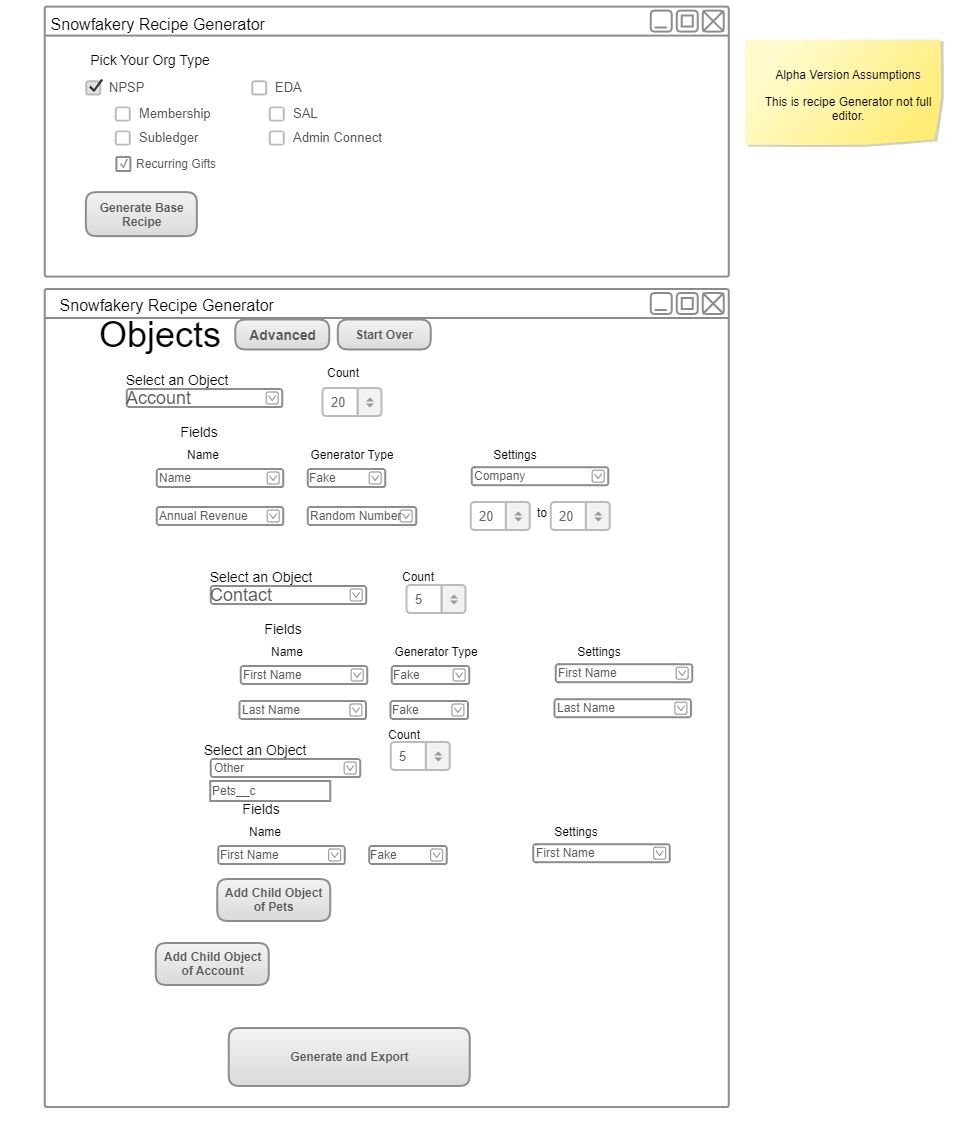 Snowfakery Recipe Generator
Pick Your Org Type
NPSP
EDA
Membership
SAL
Subledger
Admin Connect
Recurring Gifts
Generate Base
Recipe
Alpha Version Assumptions
This is recipe Generator not full
editor.
Snowfakery Recipe Generator
Objects
Advanced
Start Over
Select an Object
Count
Account
20
Fields
Name
Generator Type
Settings
Name
Fake
Company
Annual Revenue
Random Number
20
to
20
Select an Object
Count
Contact
5
Fields
Name
Generator Type
Settings
First Name
Fake
First Name
Last Name
Fake
Last Name
Count
Select an Object
5
Other
Pets__c
Fields
Name
Settings
First Name
Fake
First Name
Add Child Object
of Pets
Add Child Object
of Account
Generate and Export